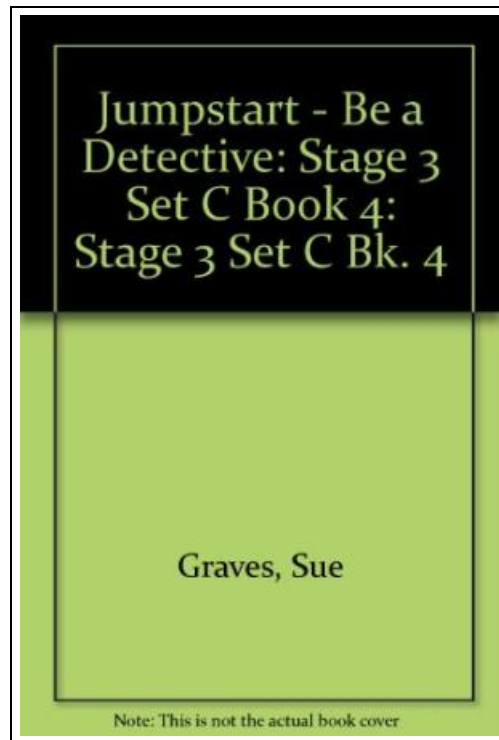 Jumpstart - Be a
Detective: Stage 3
Set C Book 4:
Stage 3 Set C Bk. 4
Graves, Sue
Note: This is not the actual book cover